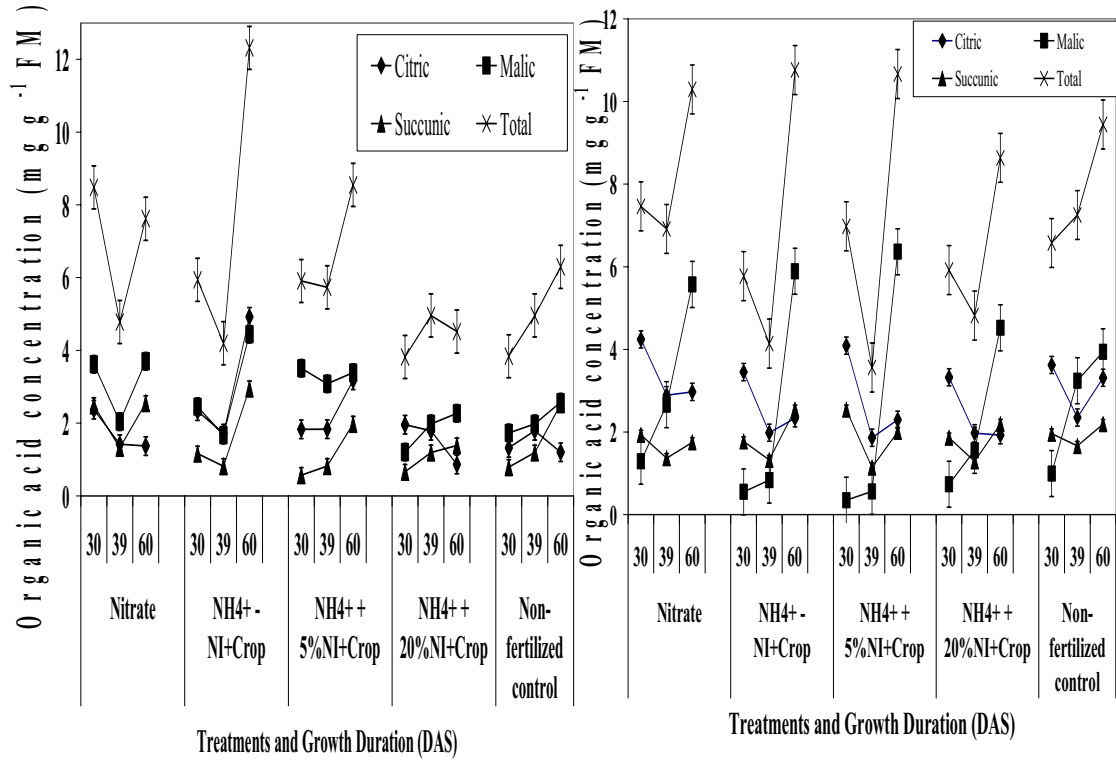 Organic acid concentration (mg g⁻¹ FM)
12
10
8
6
4
2
0
Citric Malic
Succunic Total
30 39 60 30 39 60 30 39 60 30 39 60 30 39 60
Nitrate NH4+ - NH4+ + NH4+ + Non-
NI+Crop 5%NI+Crop 20%NI+Crop fertilized
control
Treatments and Growth Duration (DAS)
Organic acid concentration (mg g⁻¹ FM)
12
10
8
6
4
2
0
Citric Malic
Succunic Total
30 39 60 30 39 60 30 39 60 30 39 60 30 39 60
Nitrate NH4+ - NH4+ + NH4+ + Non-
NI+Crop 5%NI+Crop 20%NI+Crop fertilized
control
Treatments and Growth Duration (DAS)